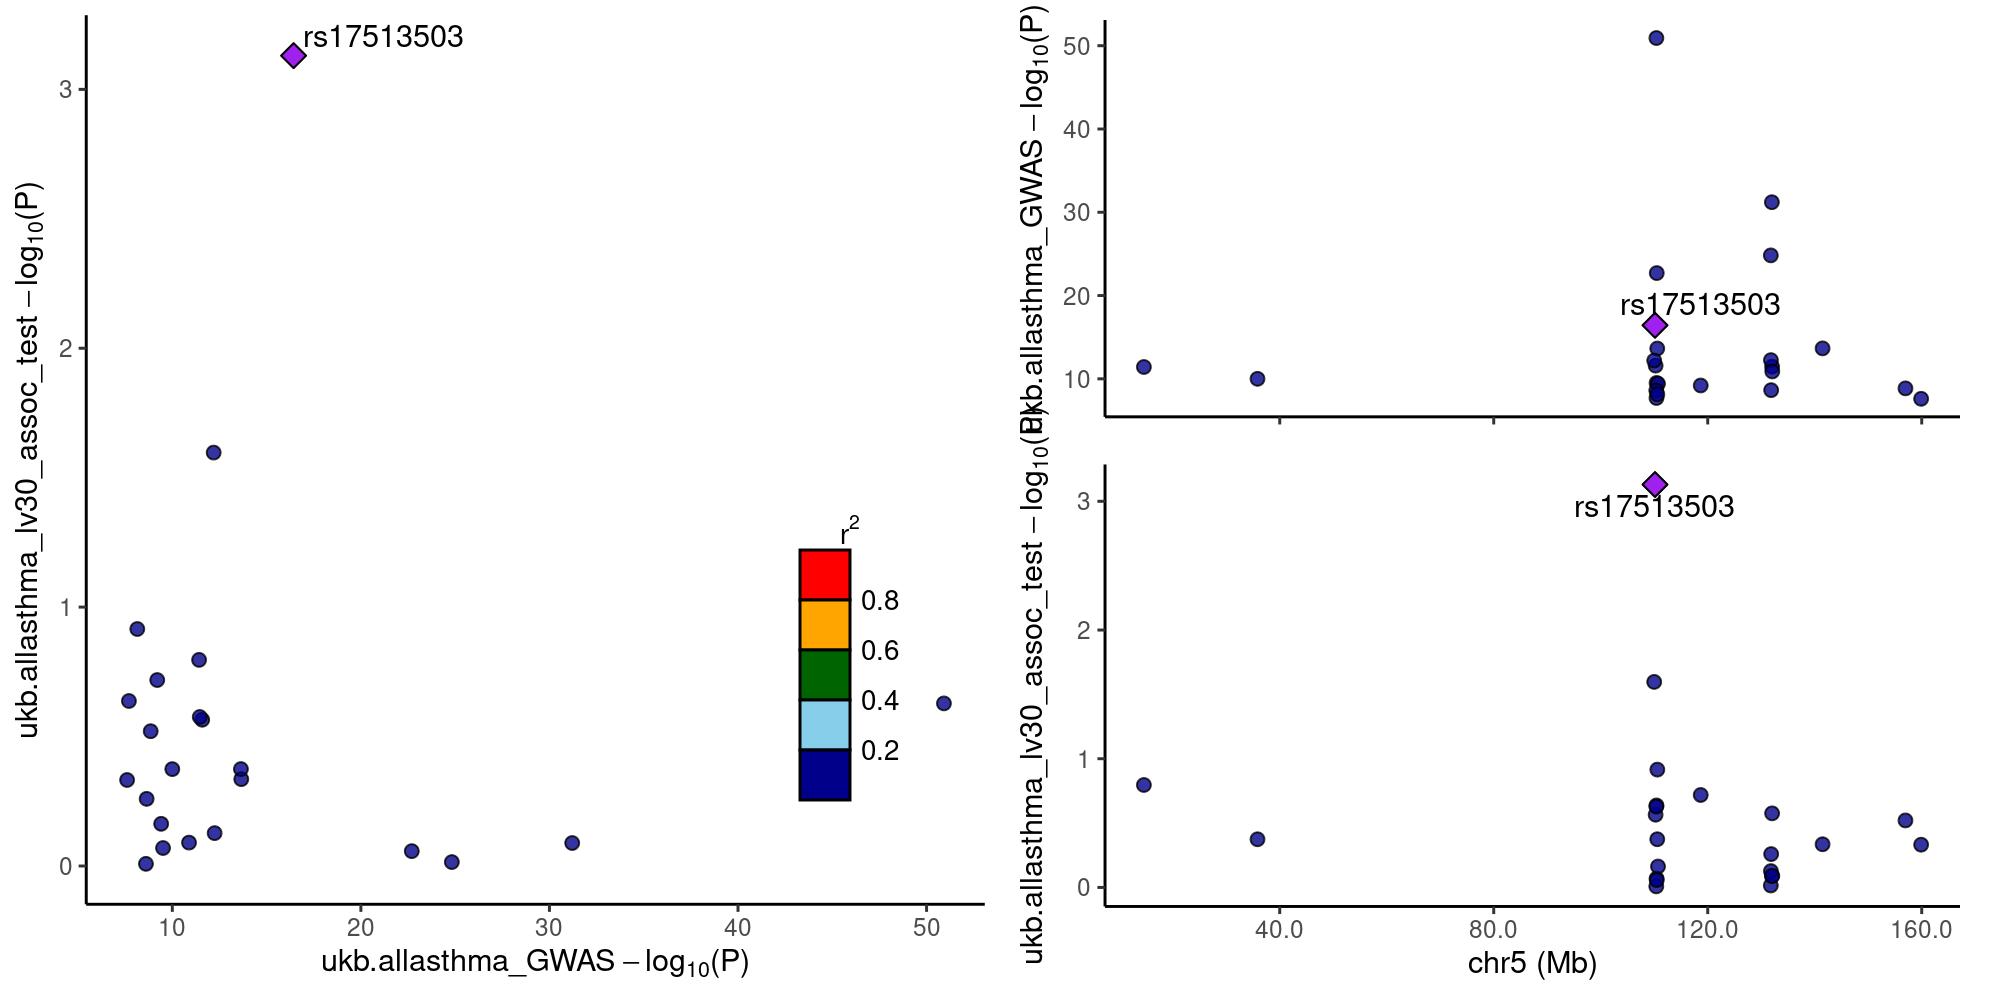 rs17513503
3
2
1
0
ukb.allasthma_lv30_assoc_test −log₁₀(P)
r²
0.8
0.6
0.4
0.2
10 20 30 40 50
ukb.allasthma_GWAS −log₁₀(P)
50
40
30
20
10
ukb.allasthma_GWAS −log₁₀(P)
rs17513503
3
2
1
0
ukb.allasthma_lv30_assoc_test −log₁₀(P)
rs17513503
40.0 80.0 120.0 160.0
chr5 (Mb)